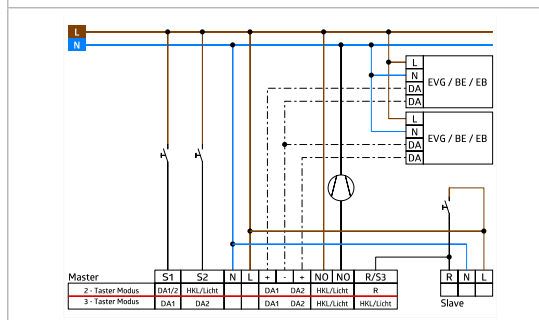 L
N
L
N
DA
DA
EVG / BE / EB
L
N
DA
DA
EVG / BE / EB
Master S1 S2 N L + - + NO NO R/S3 R N L
2 - Taster Modus DA1/2 HKL/Licht DA1 DA2 HKL/Licht R
3 - Taster Modus DA1 DA2 DA1 DA2 HKL/Licht HKL/Licht
Slave